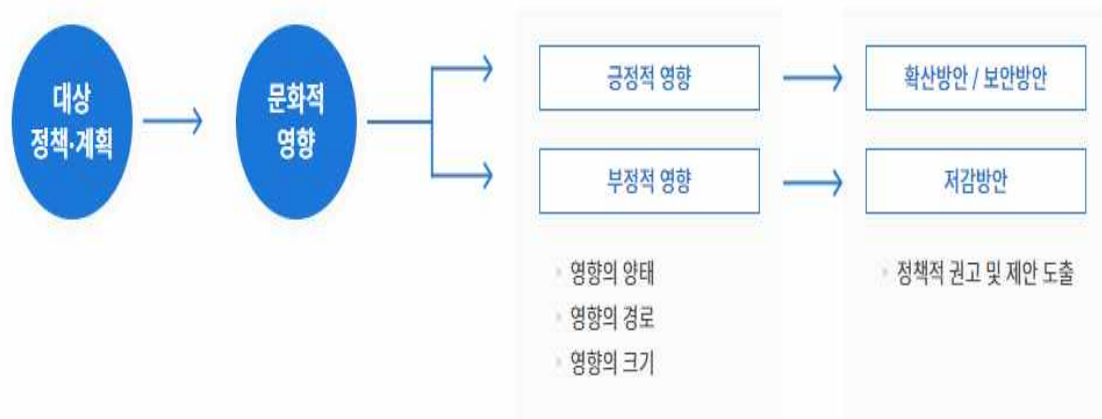 대상
정책·계획
문화적
영향
긍정적 영향
확산방안 / 보안방안
부정적 영향
저감방안
영향의 양태
영향의 경로
영향의 크기
정책적 권고 및 제안 도출